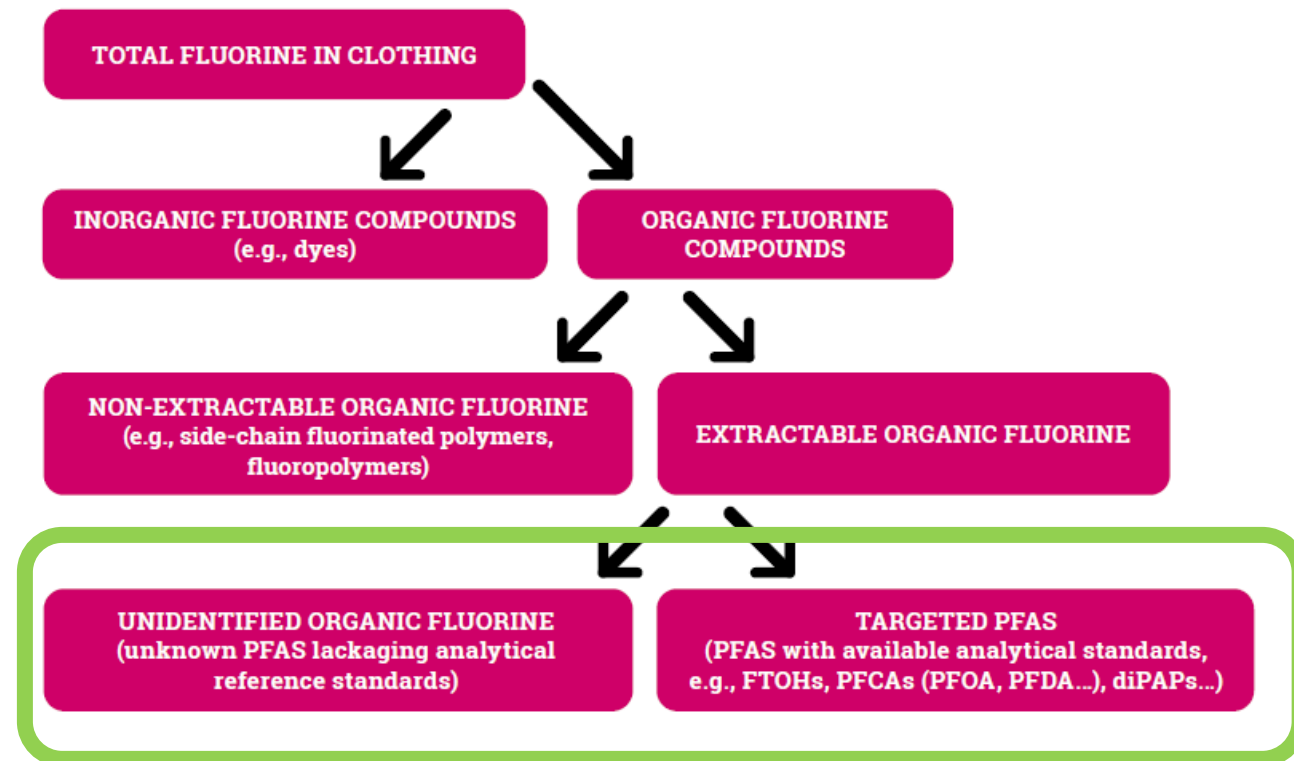 TOTAL FLUORINE IN CLOTHING
INORGANIC FLUORINE COMPOUNDS
(e.g., dyes)
ORGANIC FLUORINE
COMPOUNDS
NON-EXTRACTABLE ORGANIC FLUORINE
(e.g., side-chain fluorinated polymers,
fluoropolymers)
EXTRACTABLE ORGANIC FLUORINE
UNIDENTIFIED ORGANIC FLUORINE
(unknown PFAS lackaging analytical
reference standards)
TARGETED PFAS
(PFAS with available analytical standards,
e.g., FTOHs, PFCAs (PFOA, PFDA...), diPAPs...)